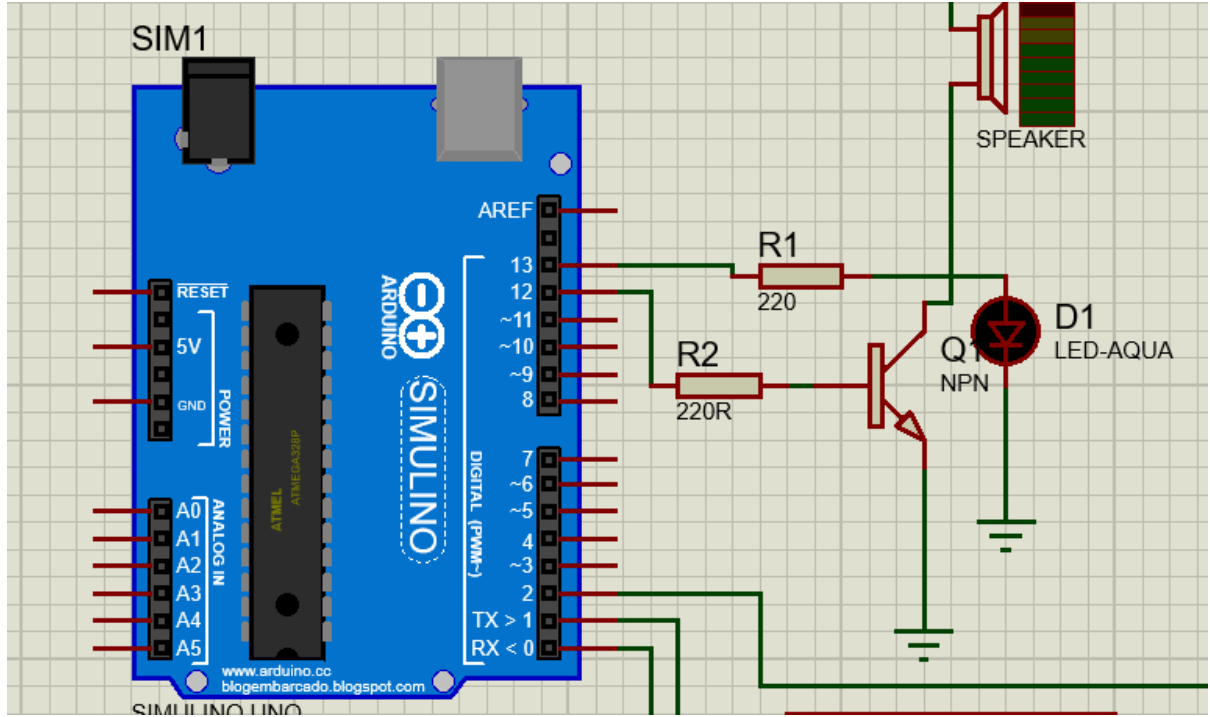 SIM1
SPEAKER
AREF
13
12
~11
~10
~9
8
7
~6
~5
4
~3
2
TX > 1
RX < 0
DIGITAL (PWM~)
ARDUINO
SIMULINO
RESET
5V
GND
POWER
A0
A1
A2
A3
A4
A5
ANALOG IN
ATMEL
ATMEGA328P
www.arduino.cc
blogembarcado.blogspot.com
SIMULINO UNO
R1
220
R2
220R
Q1
NPN
D1
LED-AQUA